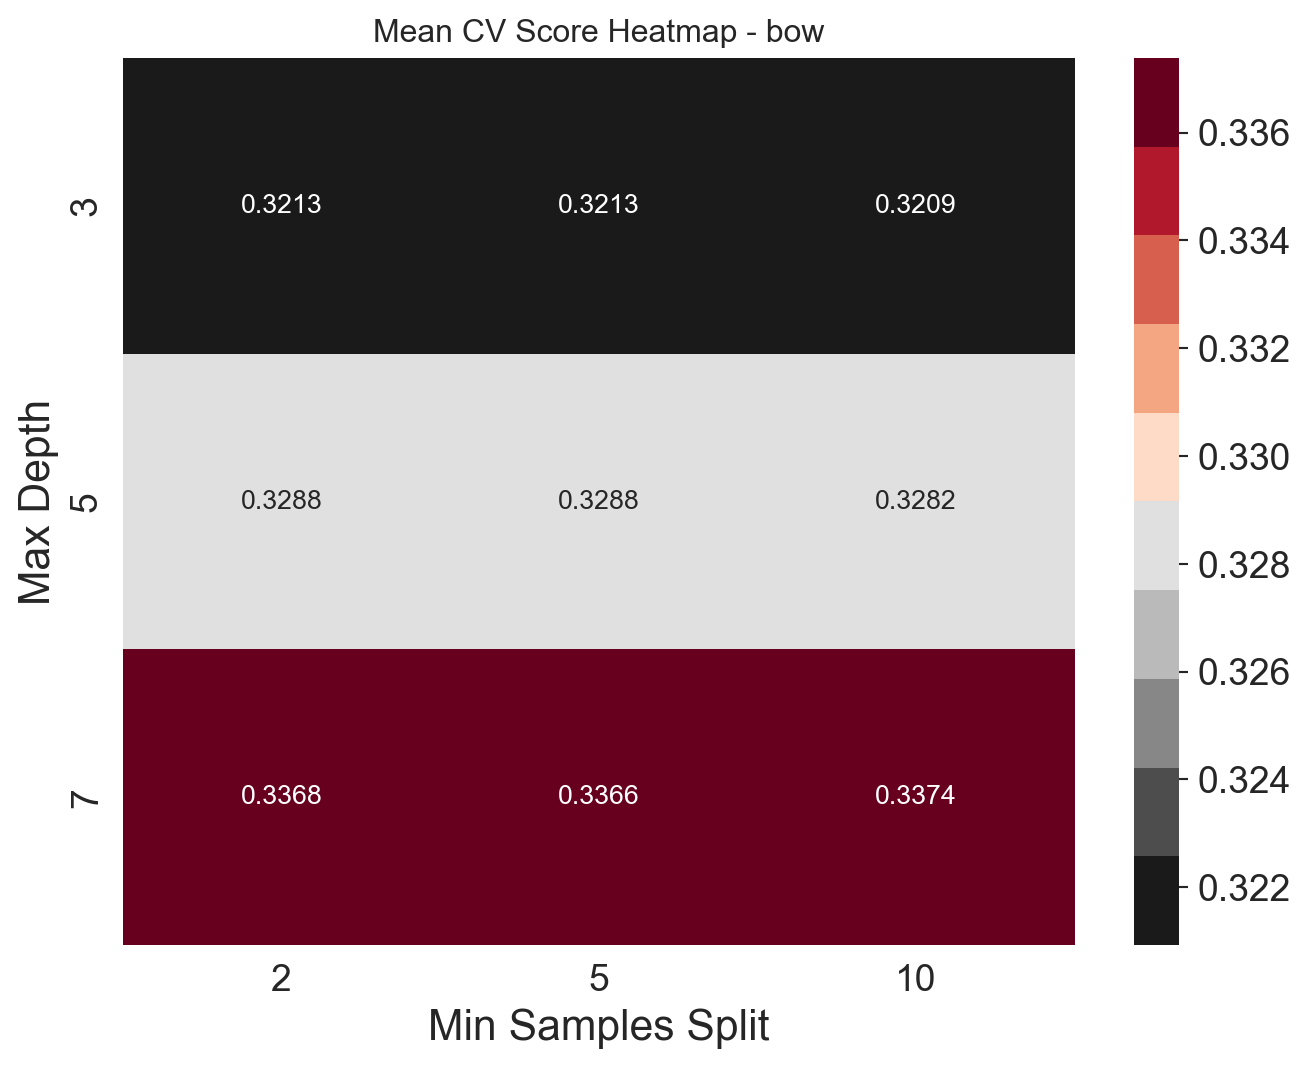 Mean CV Score Heatmap - bow
3
0.3213 0.3213 0.3209
5
0.3288 0.3288 0.3282
7
0.3368 0.3366 0.3374
2 5 10
Min Samples Split
Max Depth
0.336
0.334
0.332
0.330
0.328
0.326
0.324
0.322